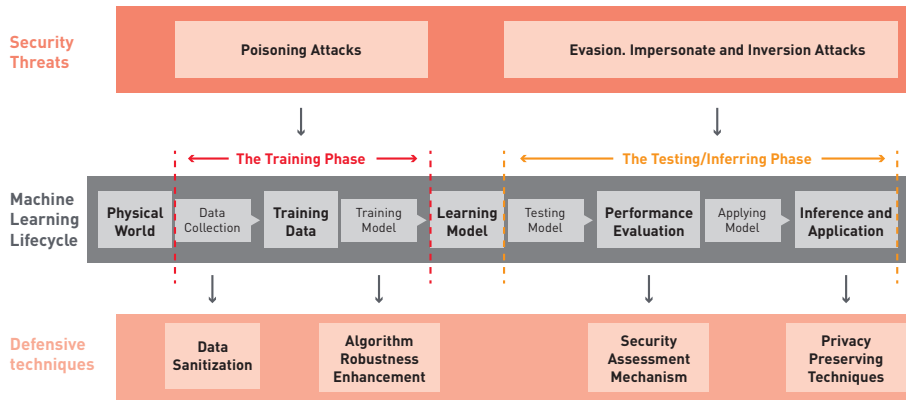 Security
Threats
Poisoning Attacks
Evasion. Impersonate and Inversion Attacks
The Training Phase
The Testing/Inferring Phase
Machine
Learning
Lifecycle
Physical
World
Data
Collection
Training
Data
Training
Model
Learning
Model
Testing
Model
Performance
Evaluation
Applying
Model
Inference and
Application
Defensive
techniques
Data
Sanitization
Algorithm
Robustness
Enhancement
Security
Assessment
Mechanism
Privacy
Preserving
Techniques